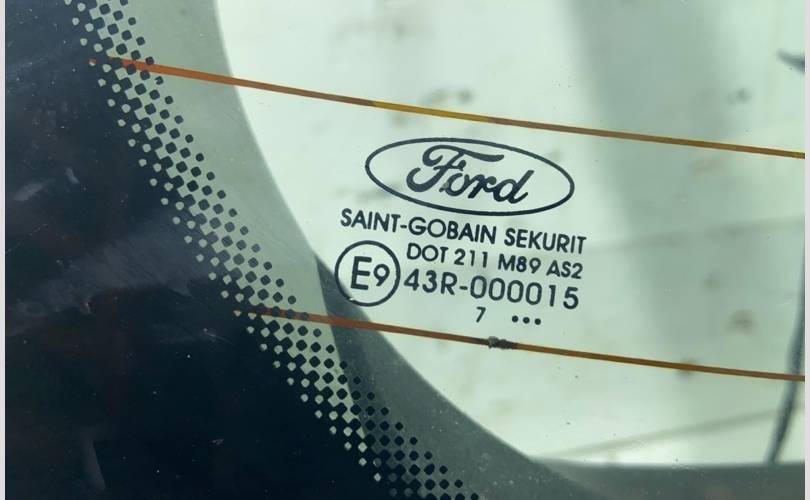 Ford
SAINT-GOBAIN SEKURIT
DOT 211 M89 AS2
E9 43R-000015
7 •••